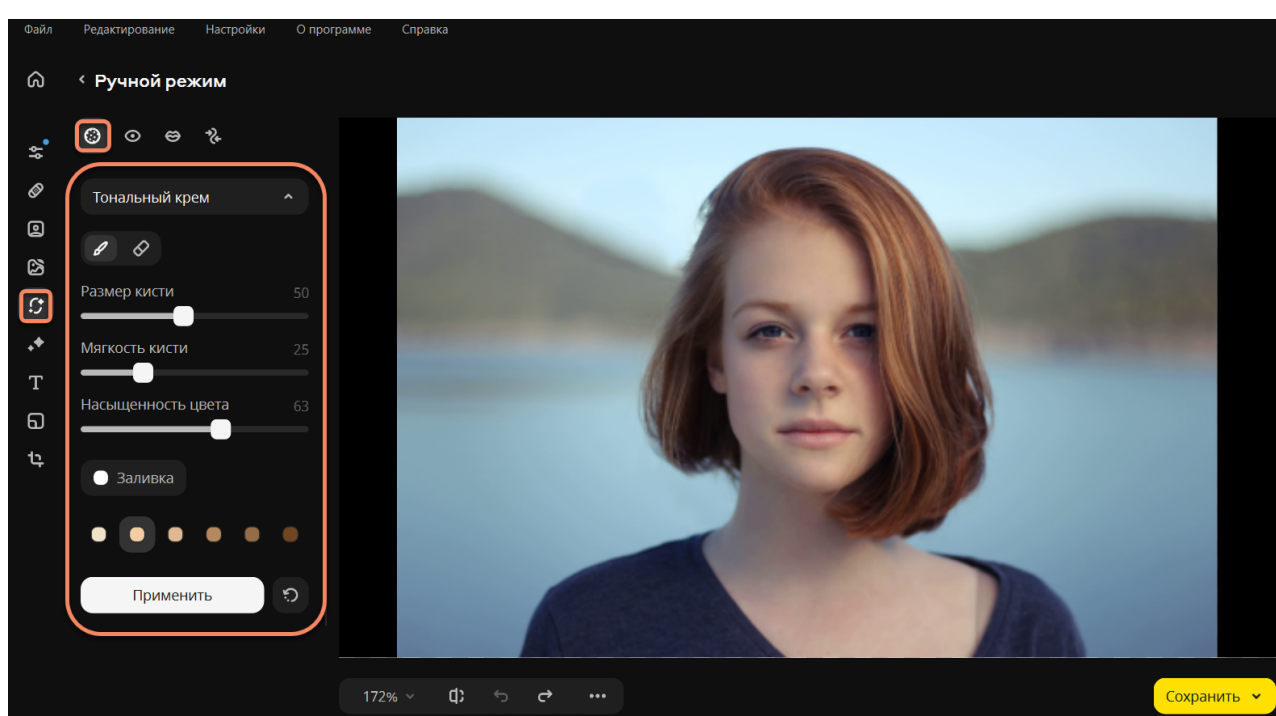 Файл Редактирование Настройки О программе Справка
Ручной режим
Тональный крем
Размер кисти 50
Мягкость кисти 25
Насыщенность цвета 63
Заливка
Применить
172%
Сохранить